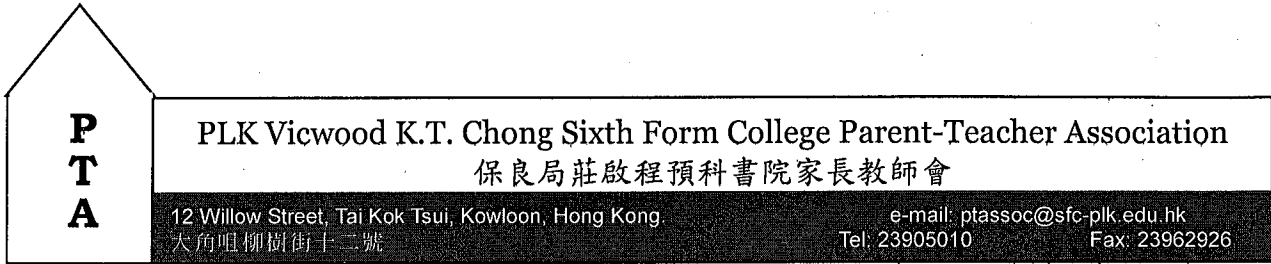 PTA
PLK Vicwood K.T. Chong Sixth Form College Parent-Teacher Association
保良局莊啟程預科書院家長教師會
12 Willow Street, Tai Kok Tsui, Kowloon, Hong Kong.
大角咀柳樹街十二號
e-mail: ptassoc@sfc-plk.edu.hk
Tel: 23905010 Fax: 23962926